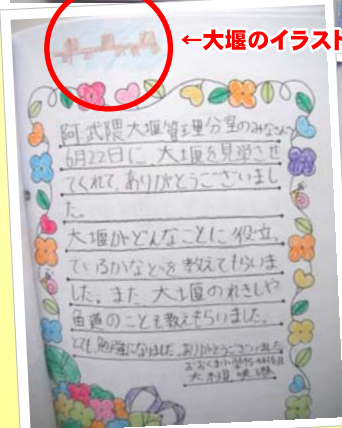 ←大堰のイラスト
阿武隈大堰管理分室のみなさんへ
6月22日に、大堰を見学させ
てくれて、ありがとうございまし
た。
大堰がどんなことに役立っ
ているかなどを教えてもらいま
した。また大堰のれきしや
魚道のことも教えてもらいました。
とても勉強になりました。ありがとうございました。